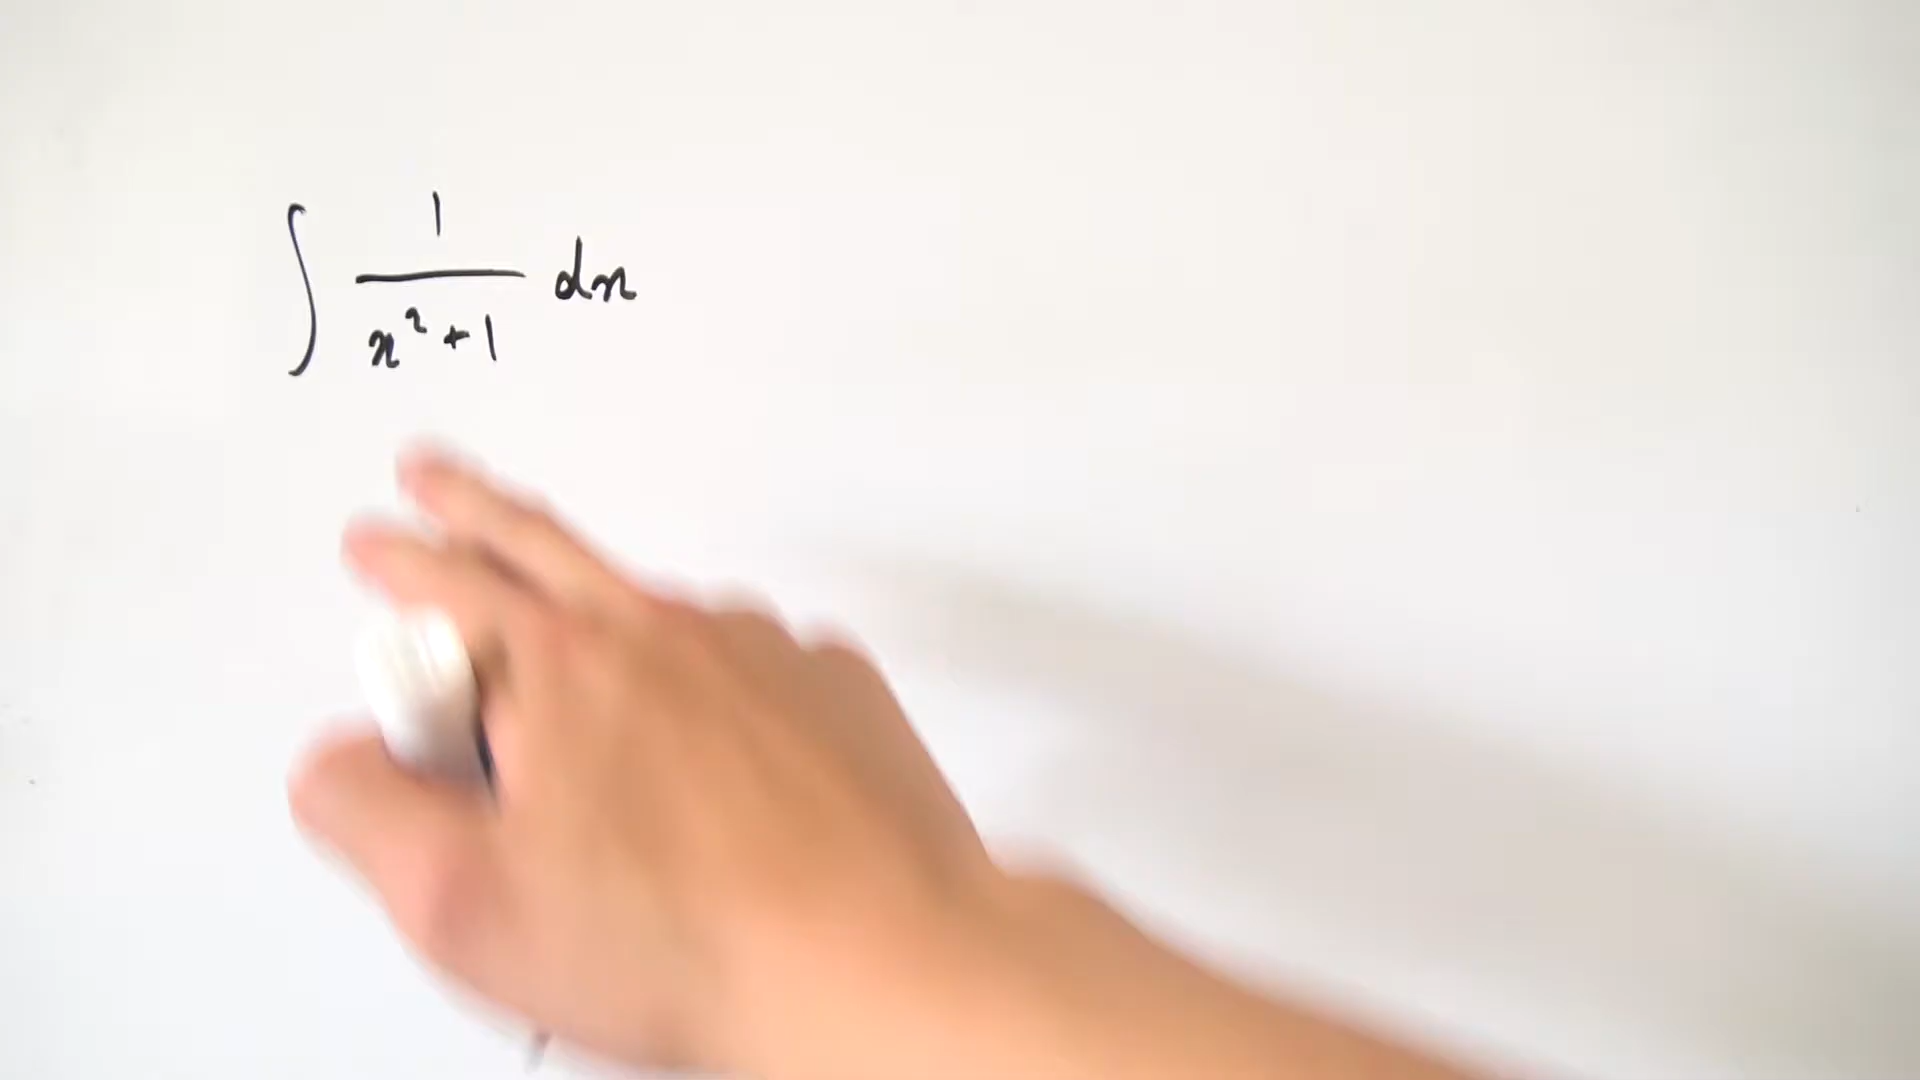 ∫ 1/(x² + 1) dx